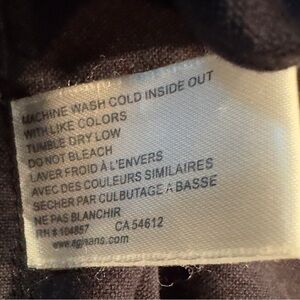 MACHINE WASH COLD INSIDE OUT
WITH LIKE COLORS
TUMBLE DRY LOW
DO NOT BLEACH
LAVER FROID À L'ENVERS
AVEC DES COULEURS SIMILAIRES
SECHER PAR CULBUTAGE À BASSE
NE PAS BLANCHIR
RN # 104857 CA 54612
www.agjeans.com